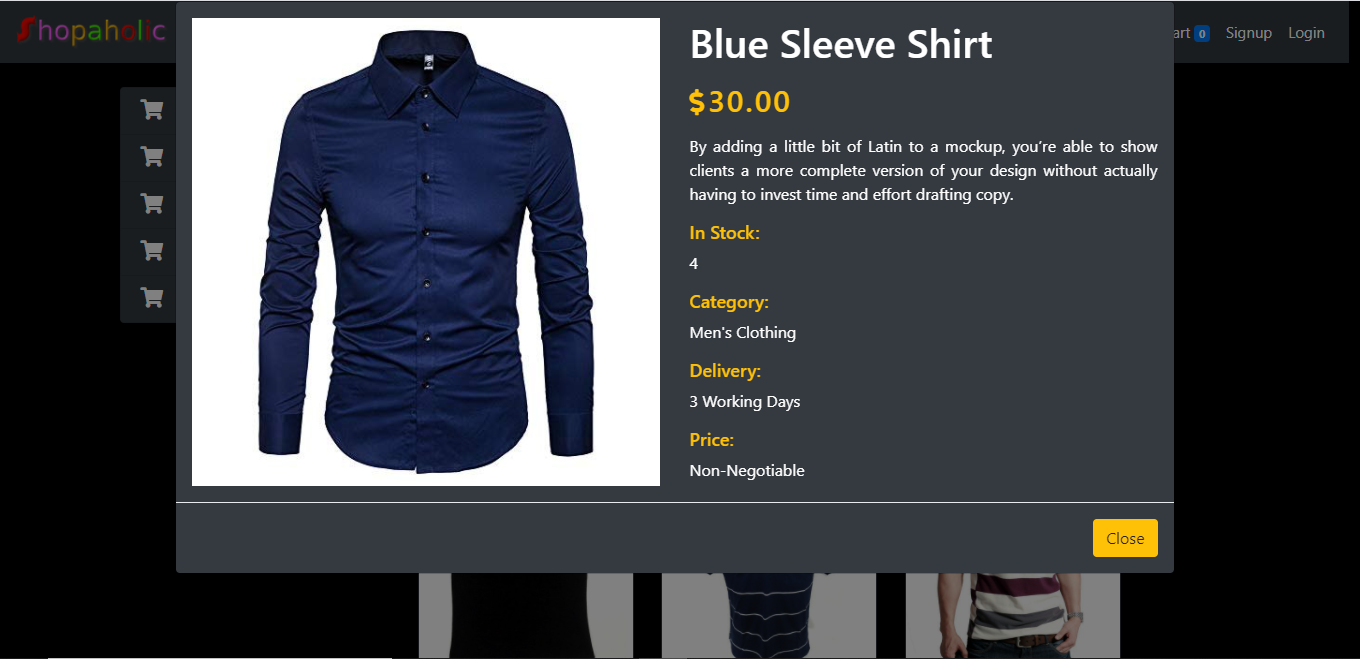 Shopaholic
art 0 Signup Login
Blue Sleeve Shirt
$30.00
By adding a little bit of Latin to a mockup, you’re able to show
clients a more complete version of your design without actually
having to invest time and effort drafting copy.
In Stock:
4
Category:
Men's Clothing
Delivery:
3 Working Days
Price:
Non-Negotiable
Close